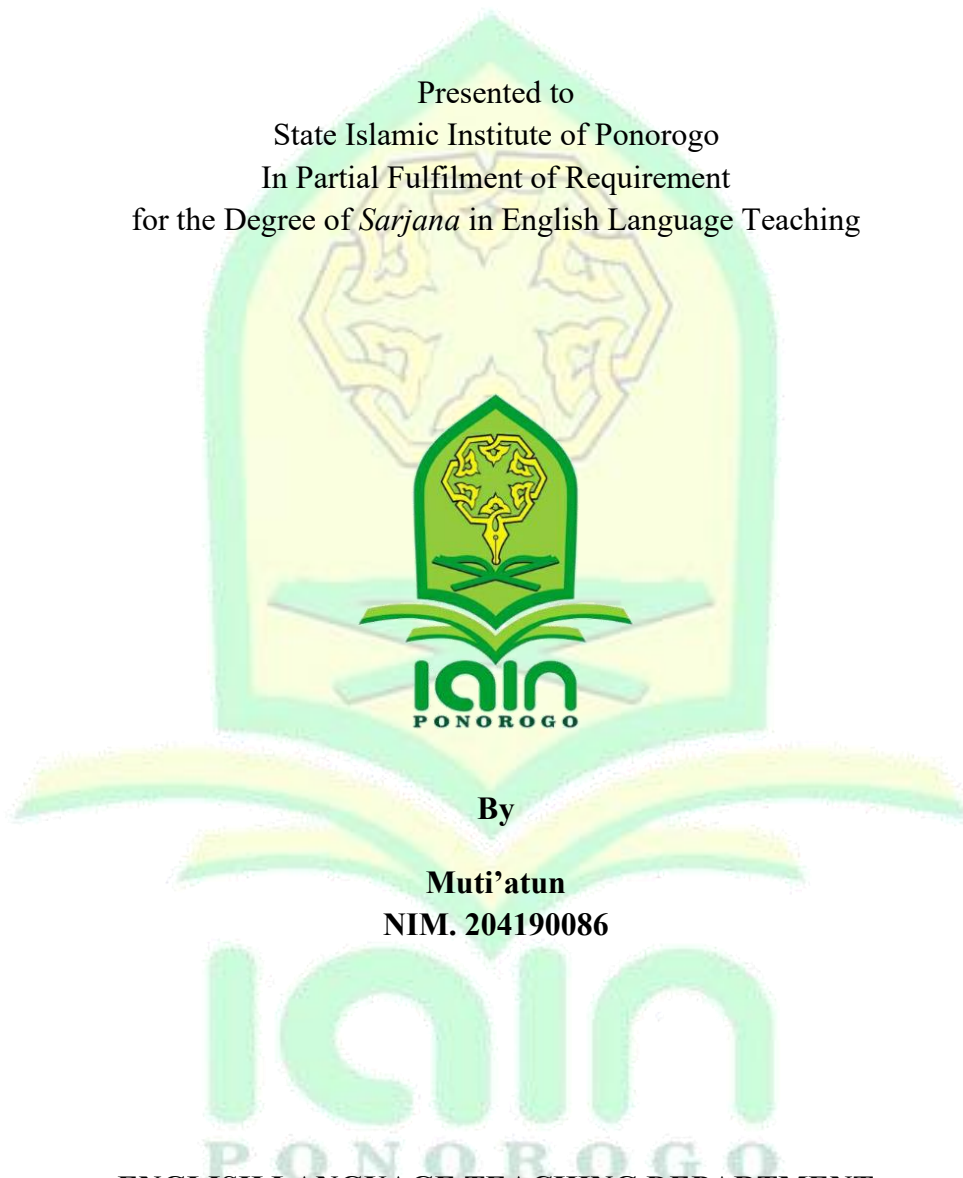 Presented to
State Islamic Institute of Ponorogo
In Partial Fulfilment of Requirement
for the Degree of Sarjana in English Language Teaching
iain
PONOROGO
By
Muti’atun
NIM. 204190086
iain
PONOROGO
ENGLISH LANGUAGE TEACHING DEPARTMENT